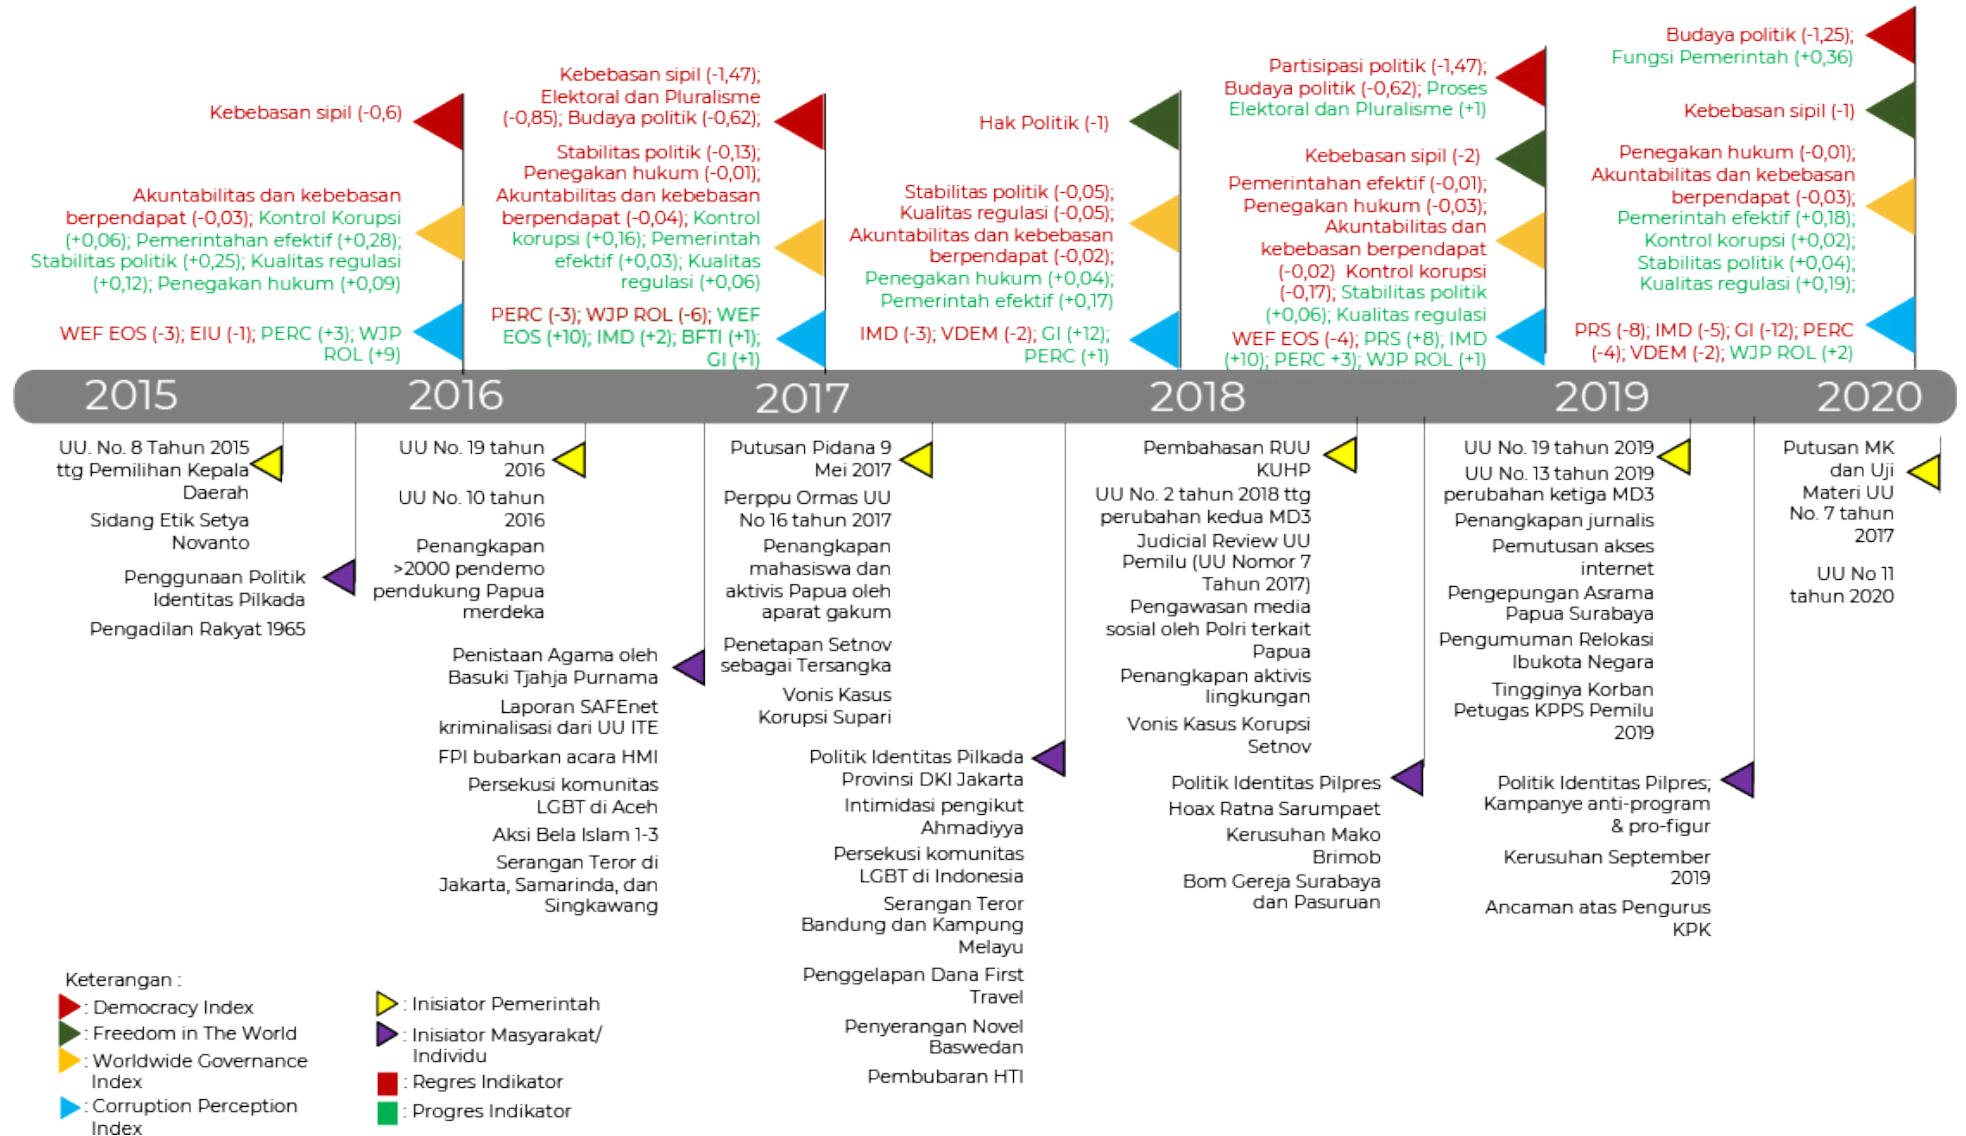 Kebebasan sipil (-0,6)
Akuntabilitas dan kebebasan
berpendapat (-0,03); Kontrol Korupsi
(+0,06); Pemerintahan efektif (+0,28);
Stabilitas politik (+0,25); Kualitas regulasi
(+0,12); Penegakan hukum (+0,09)
WEF EOS (-3); EIU (-1); PERC (+3); WJP
ROL (+9)
Kebebasan sipil (-1,47);
Elektoral dan Pluralisme
(-0,85); Budaya politik (-0,62);
Stabilitas politik (-0,13);
Penegakan hukum (-0,01);
Akuntabilitas dan kebebasan
berpendapat (-0,04); Kontrol
korupsi (+0,16); Pemerintah
efektif (+0,03); Kualitas
regulasi (+0,06)
PERC (-3); WJP ROL (-6); WEF
EOS (+10); IMD (+2); BFTI (+1);
GI (+1)
Hak Politik (-1)
Stabilitas politik (-0,05);
Kualitas regulasi (-0,05);
Akuntabilitas dan kebebasan
berpendapat (-0,02);
Penegakan hukum (+0,04);
Pemerintah efektif (+0,17)
IMD (-3); VDEM (-2); GI (+12);
PERC (+1)
Partisipasi politik (-1,47);
Budaya politik (-0,62); Proses
Elektoral dan Pluralisme (+1)
Kebebasan sipil (-2)
Pemerintahan efektif (-0,01);
Penegakan hukum (-0,03);
Akuntabilitas dan
kebebasan berpendapat
(-0,02) Kontrol korupsi
(-0,17); Stabilitas politik
(+0,06); Kualitas regulasi
WEF EOS (-4); PRS (+8); IMD
(+10); PERC +3); WJP ROL (+1)
Budaya politik (-1,25);
Fungsi Pemerintah (+0,36)
Kebebasan sipil (-1)
Penegakan hukum (-0,01);
Akuntabilitas dan kebebasan
berpendapat (-0,03);
Pemerintah efektif (+0,18);
Kontrol korupsi (+0,02);
Stabilitas politik (+0,04);
Kualitas regulasi (+0,19);
PRS (-8); IMD (-5); GI (-12); PERC
(-4); VDEM (-2); WJP ROL (+2)
2015 2016 2017 2018 2019 2020
UU. No. 8 Tahun 2015
ttg Pemilihan Kepala
Daerah
Sidang Etik Setya
Novanto
Penggunaan Politik
Identitas Pilkada
Pengadilan Rakyat 1965
UU No. 19 tahun
2016
UU No. 10 tahun
2016
Penangkapan
>2000 pendemo
pendukung Papua
merdeka
Penistaan Agama oleh
Basuki Tjahja Purnama
Laporan SAFEnet
kriminalisasi dari UU ITE
FPI bubarkan acara HMI
Persekusi komunitas
LGBT di Aceh
Aksi Bela Islam 1-3
Serangan Teror di
Jakarta, Samarinda, dan
Singkawang
Putusan Pidana 9
Mei 2017
Perppu Ormas UU
No 16 tahun 2017
Penangkapan
mahasiswa dan
aktivis Papua oleh
aparat gakum
Penetapan Setnov
sebagai Tersangka
Vonis Kasus
Korupsi Supari
Politik Identitas Pilkada
Provinsi DKI Jakarta
Intimidasi pengikut
Ahmadiyya
Persekusi komunitas
LGBT di Indonesia
Serangan Teror
Bandung dan Kampung
Melayu
Penggelapan Dana First
Travel
Penyerangan Novel
Baswedan
Pembubaran HTI
Pembahasan RUU
KUHP
UU No. 2 tahun 2018 ttg
perubahan kedua MD3
Judicial Review UU
Pemilu (UU Nomor 7
Tahun 2017)
Pengawasan media
sosial oleh Polri terkait
Papua
Penangkapan aktivis
lingkungan
Vonis Kasus Korupsi
Setnov
Politik Identitas Pilpres
Hoax Ratna Sarumpaet
Kerusuhan Mako
Brimob
Bom Gereja Surabaya
dan Pasuruan
UU No. 19 tahun 2019
UU No. 13 tahun 2019
perubahan ketiga MD3
Penangkapan jurnalis
Pemutusan akses
internet
Pengepungan Asrama
Papua Surabaya
Pengumuman Relokasi
Ibukota Negara
Tingginya Korban
Petugas KPPS Pemilu
2019
Politik Identitas Pilpres;
Kampanye anti-program
& pro-figur
Kerusuhan September
2019
Ancaman atas Pengurus
KPK
Putusan MK
dan Uji
Materi UU
No. 7 tahun
2017
UU No 11
tahun 2020
Keterangan :
: Democracy Index
: Freedom in The World
: Worldwide Governance
Index
: Corruption Perception
Index
: Inisiator Pemerintah
: Inisiator Masyarakat/
Individu
: Regres Indikator
: Progres Indikator